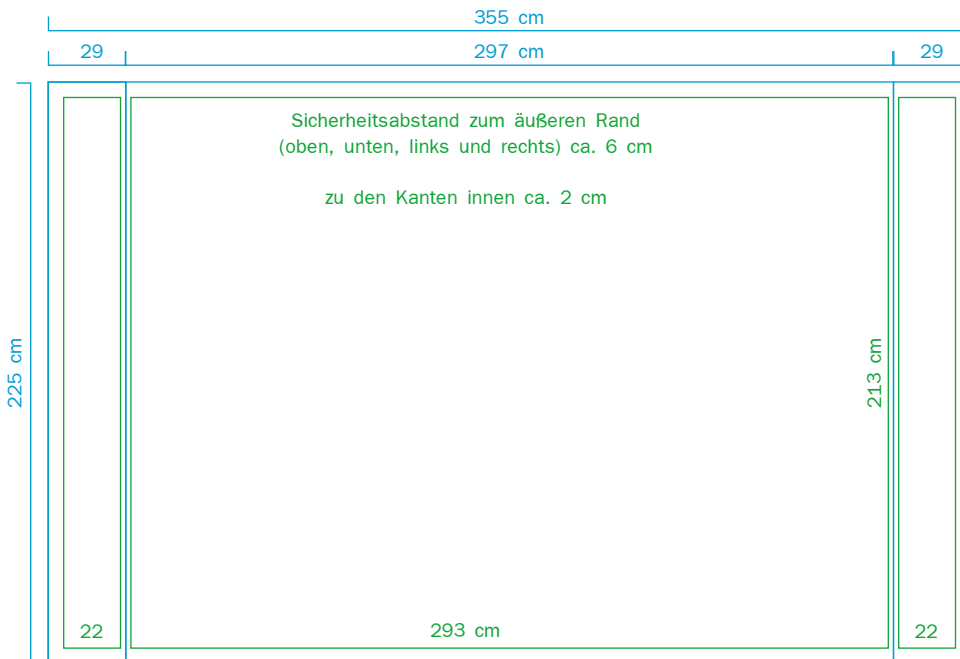 355 cm
29
297 cm
29
Sicherheitsabstand zum äußeren Rand
(oben, unten, links und rechts) ca. 6 cm
zu den Kanten innen ca. 2 cm
225 cm
213 cm
22
293 cm
22